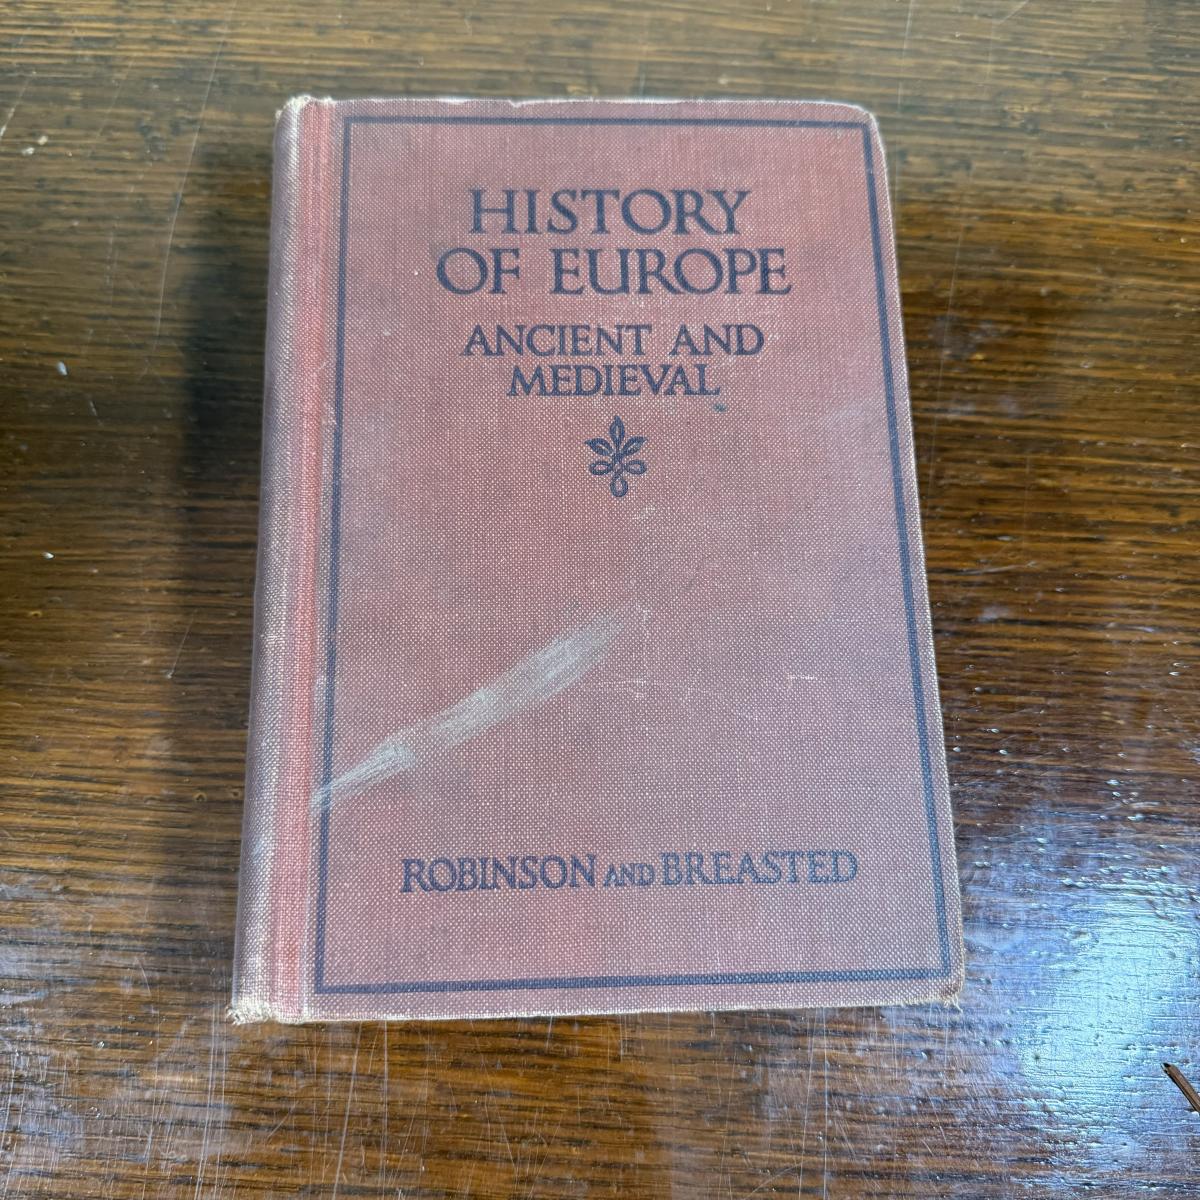 HISTORY
OF EUROPE
ANCIENT AND
MEDIEVAL
ROBINSON AND BREASTED